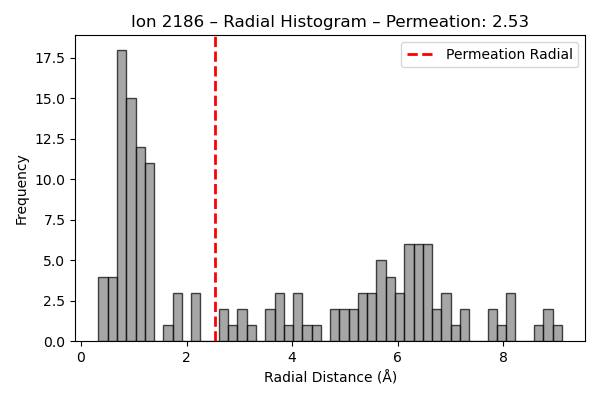 Ion 2186 – Radial Histogram – Permeation: 2.53
Permeation Radial
Frequency
17.5
15.0
12.5
10.0
7.5
5.0
2.5
0.0
0 2 4 6 8
Radial Distance (Å)